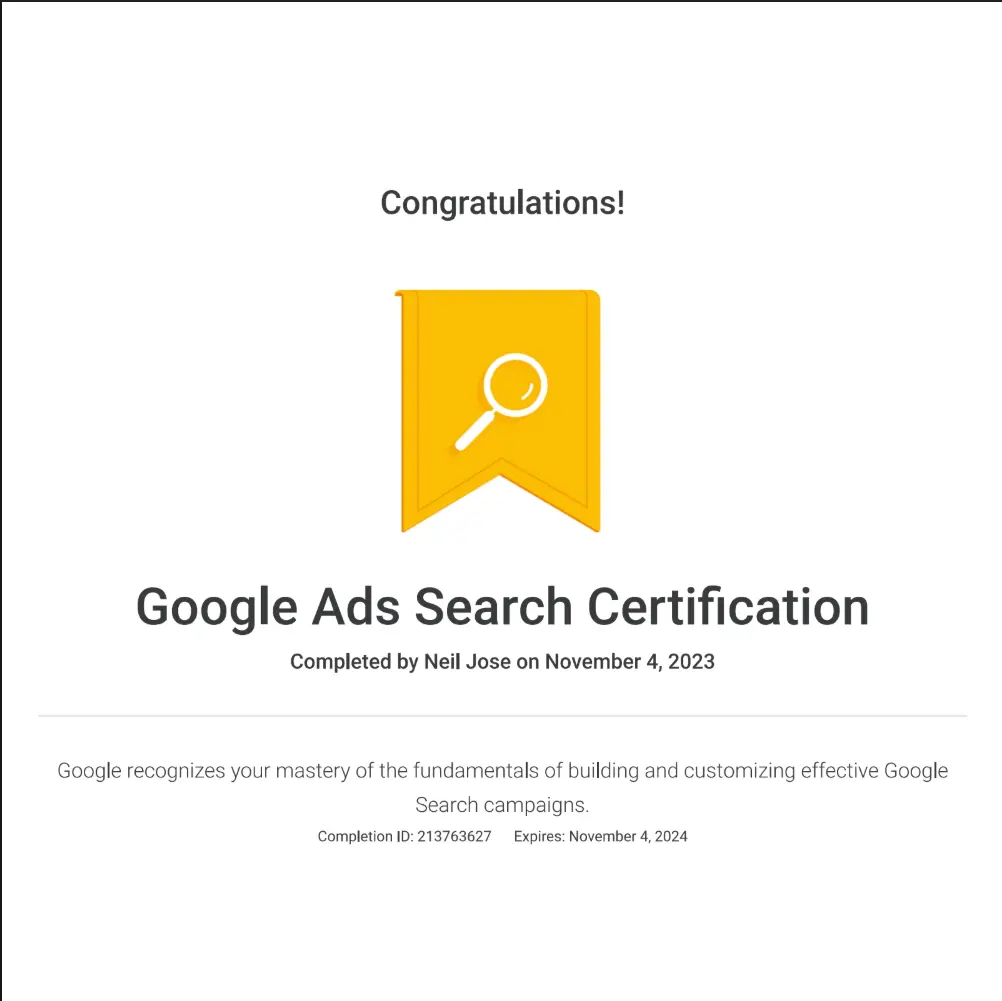 Congratulations!
Google Ads Search Certification
Completed by Neil Jose on November 4, 2023
Google recognizes your mastery of the fundamentals of building and customizing effective Google
Search campaigns.
Completion ID: 213763627 Expires: November 4, 2024